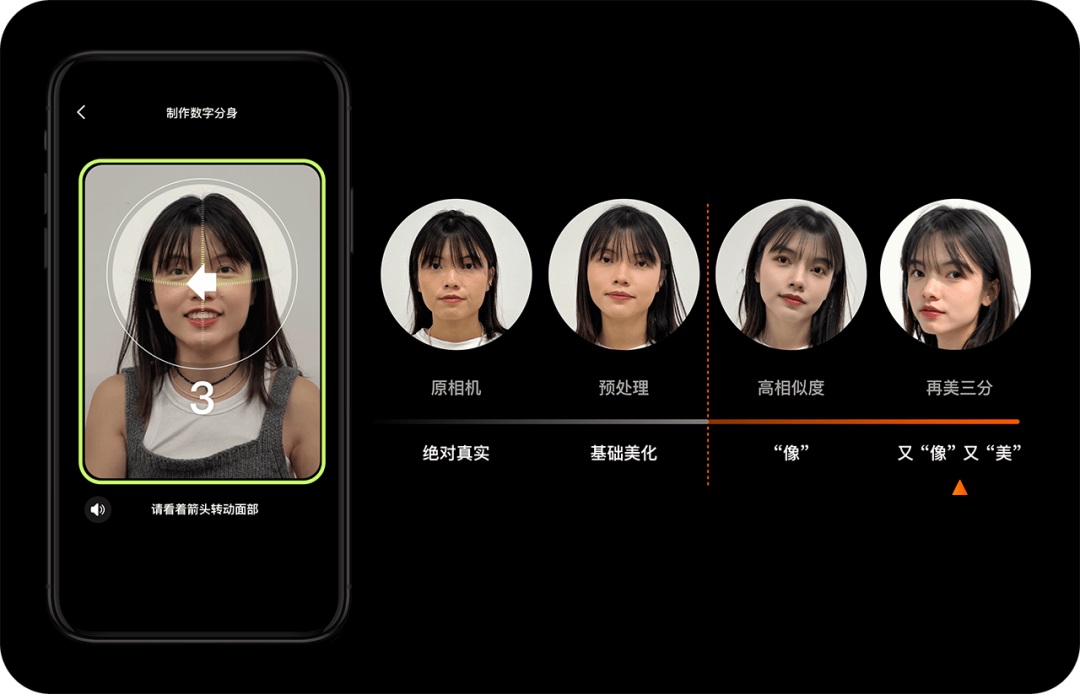 制作数字分身
3
请看着箭头转动面部
原相机
预处理
高相似度
再美三分
绝对真实
基础美化
“像”
又“像”又“美”